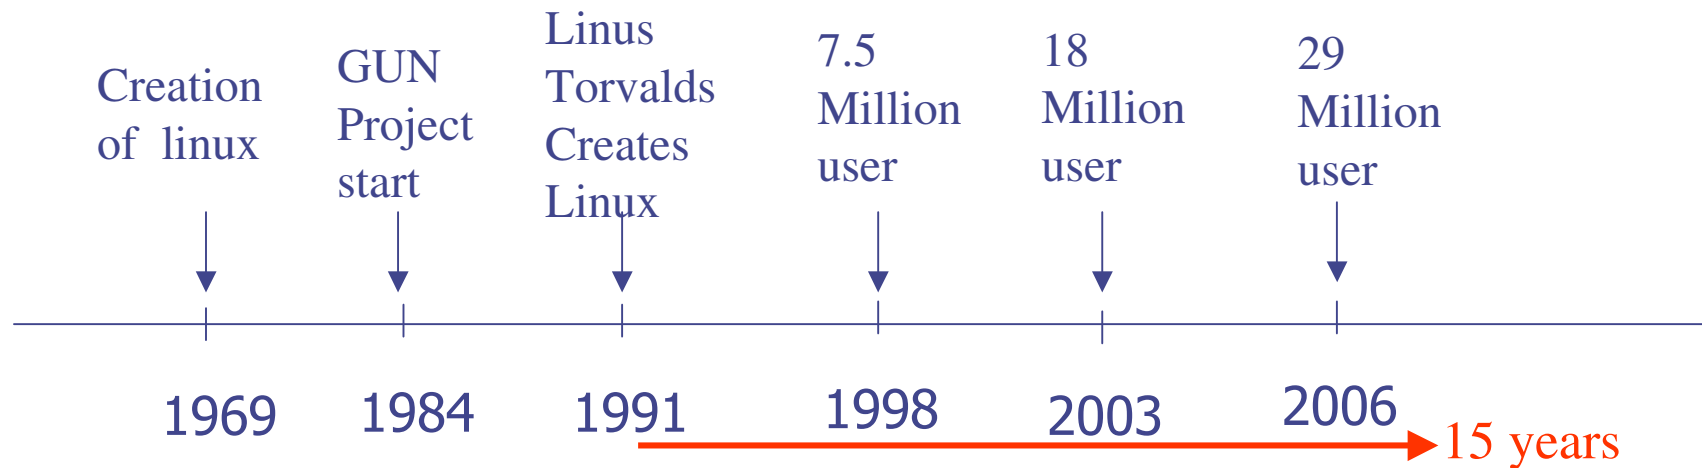 Creation
of linux
GUN
Project
start
Linus
Torvalds
Creates
Linux
7.5
Million
user
18
Million
user
29
Million
user
1969
1984
1991
1998
2003
2006
15 years